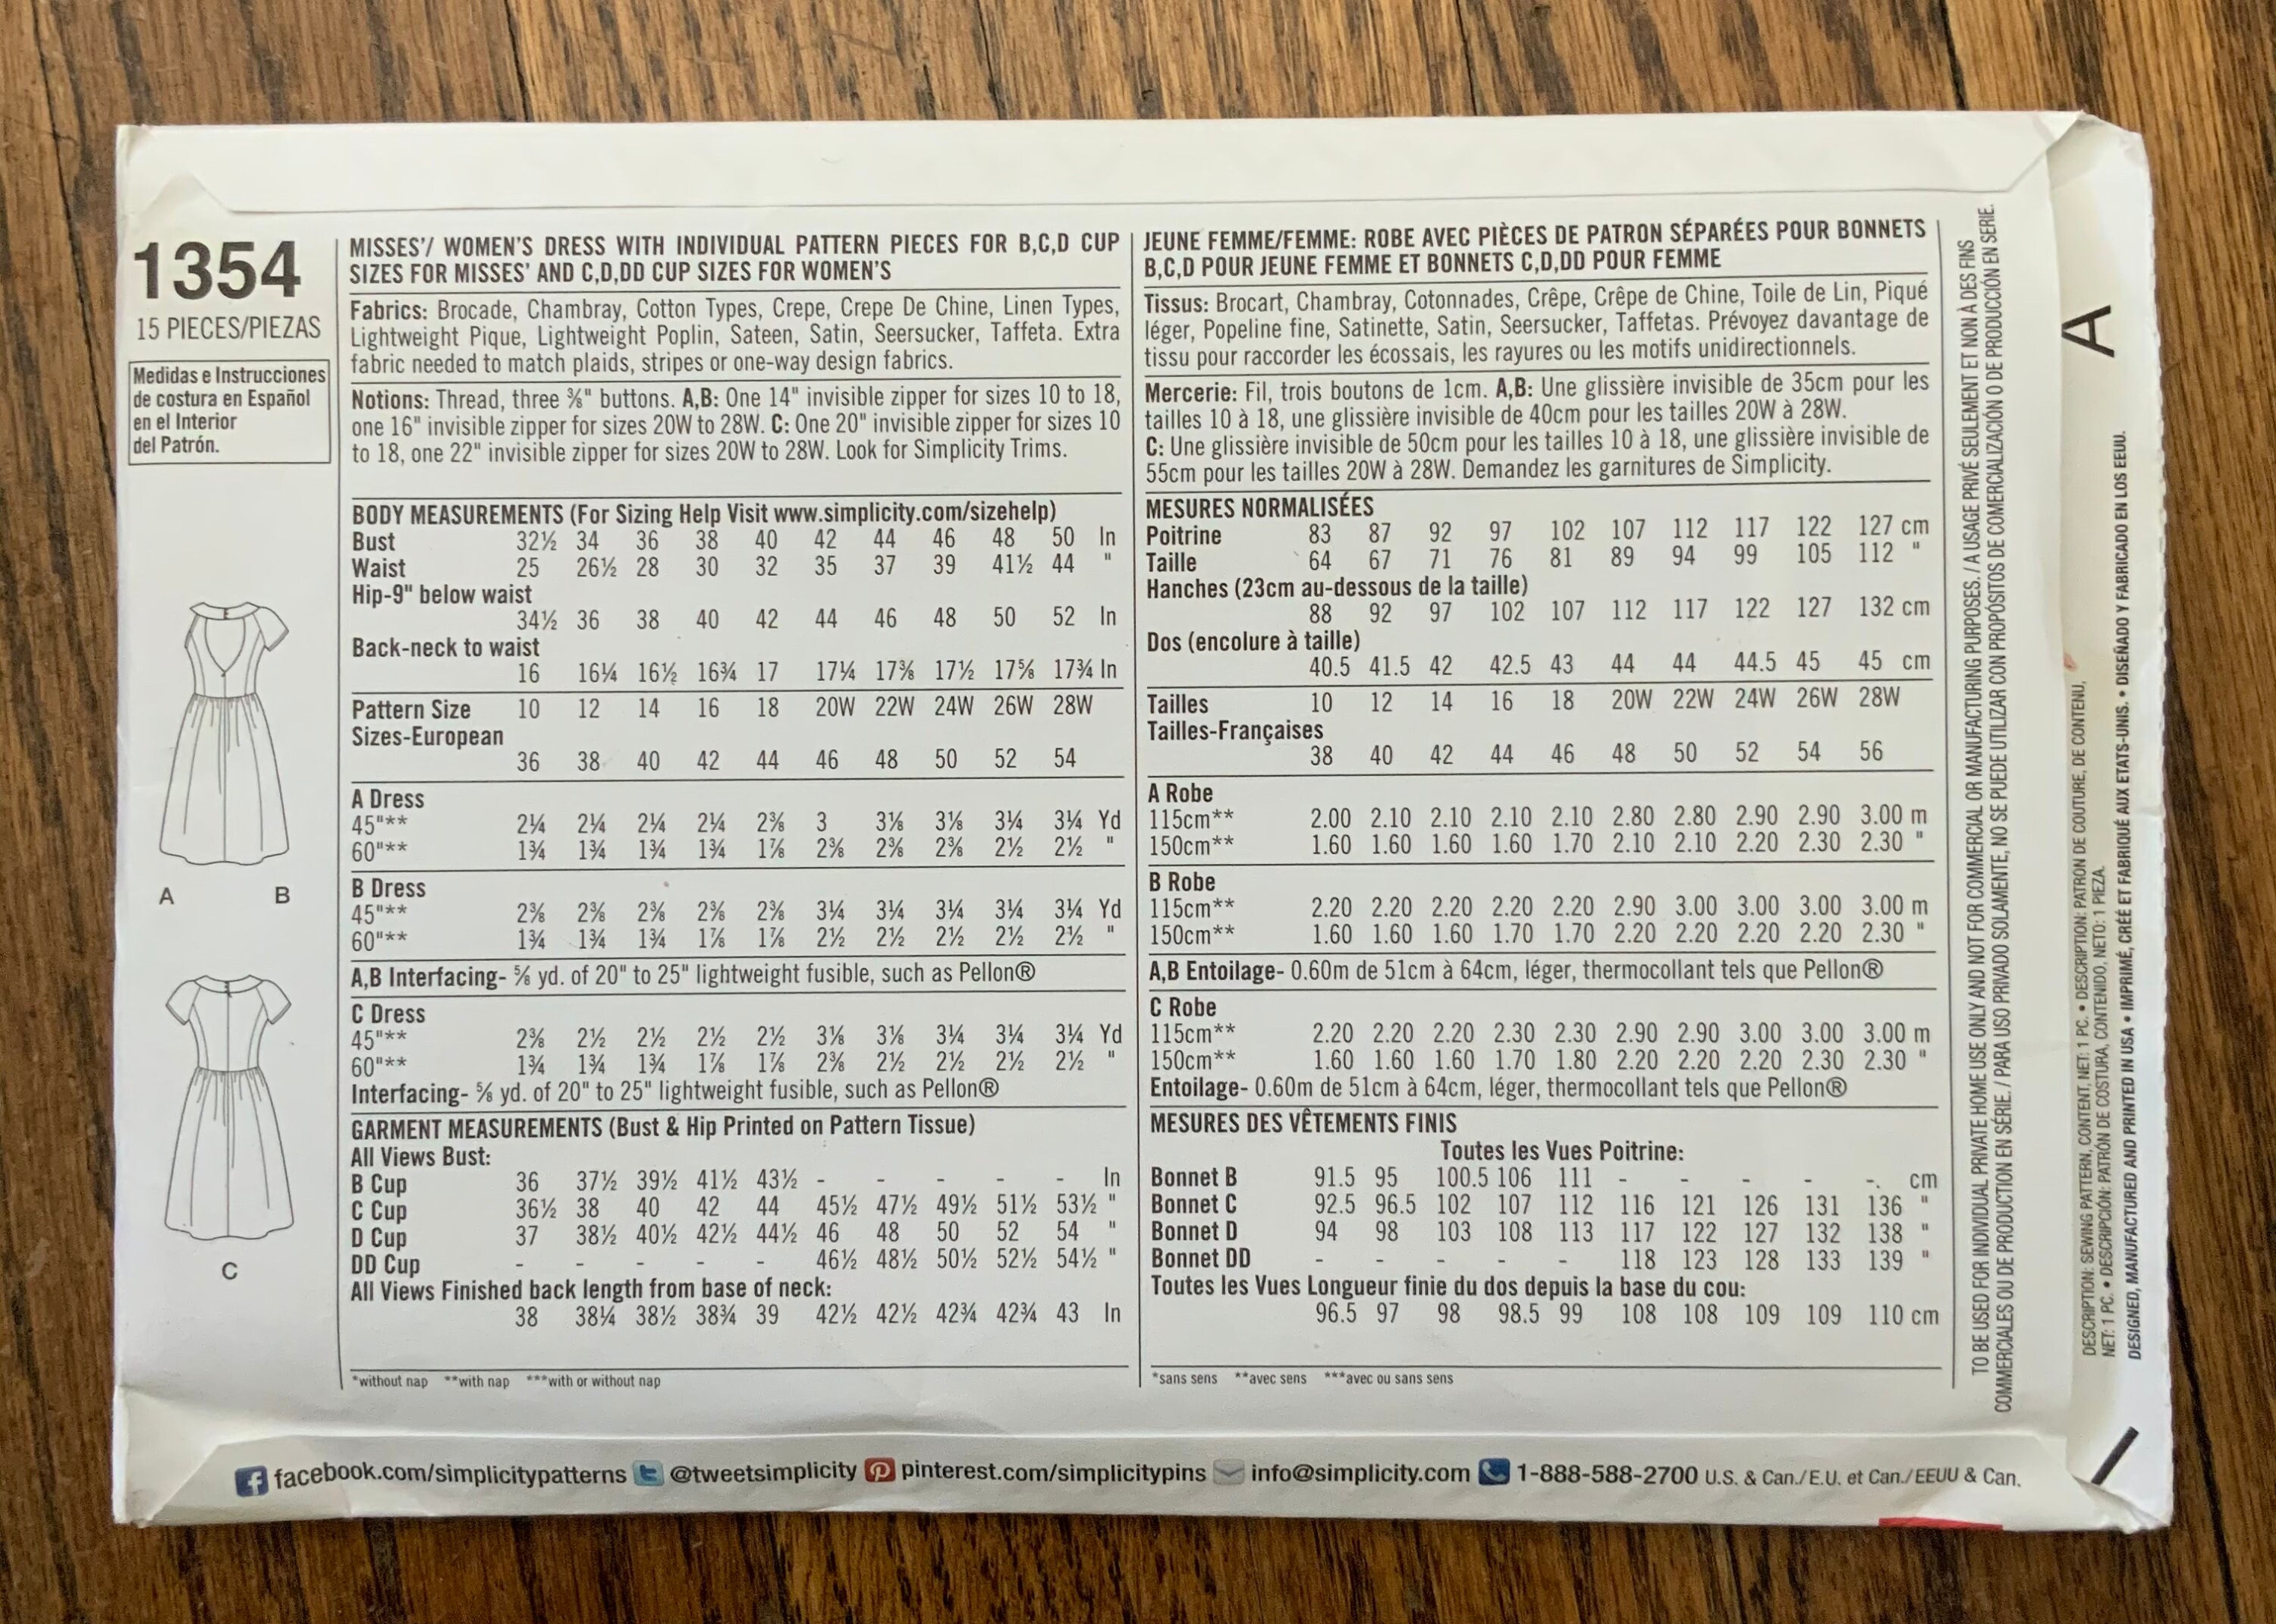 1354
15 PIECES/PIEZAS
Medidas e Instrucciones
de costura en Español
en el Interior
del Patrón.
A B
C
MISSES'/ WOMEN'S DRESS WITH INDIVIDUAL PATTERN PIECES FOR B,C,D CUP
SIZES FOR MISSES' AND C,D,DD CUP SIZES FOR WOMEN'S
Fabrics: Brocade, Chambray, Cotton Types, Crepe, Crepe De Chine, Linen Types,
Lightweight Pique, Lightweight Poplin, Sateen, Satin, Seersucker, Taffeta. Extra
fabric needed to match plaids, stripes or one-way design fabrics.
Notions: Thread, three ⅜" buttons. A,B: One 14" invisible zipper for sizes 10 to 18,
one 16" invisible zipper for sizes 20W to 28W. C: One 20" invisible zipper for sizes 10
to 18, one 22" invisible zipper for sizes 20W to 28W. Look for Simplicity Trims.
BODY MEASUREMENTS (For Sizing Help Visit www.simplicity.com/sizehelp)
Bust 32½ 34 36 38 40 42 44 46 48 50 In
Waist 25 26½ 28 30 32 35 37 39 41½ 44 "
Hip-9" below waist
34½ 36 38 40 42 44 46 48 50 52 In
Back-neck to waist
16 16¼ 16½ 16¾ 17 17¼ 17⅜ 17½ 17⅝ 17¾ In
Pattern Size 10 12 14 16 18 20W 22W 24W 26W 28W
Sizes-European
36 38 40 42 44 46 48 50 52 54
A Dress
45"** 2¼ 2¼ 2¼ 2¼ 2⅜ 3 3⅛ 3⅛ 3¼ 3¼ Yd
60"** 1¾ 1¾ 1¾ 1¾ 1⅞ 2⅜ 2⅜ 2⅜ 2½ 2½ "
B Dress
45"** 2⅜ 2⅜ 2⅜ 2⅜ 2⅜ 3¼ 3¼ 3¼ 3¼ 3¼ Yd
60"** 1¾ 1¾ 1¾ 1⅞ 1⅞ 2½ 2½ 2½ 2½ 2½ "
A,B Interfacing- ⅝ yd. of 20" to 25" lightweight fusible, such as Pellon®
C Dress
45"** 2⅜ 2½ 2½ 2½ 2½ 3⅛ 3⅛ 3¼ 3¼ 3¼ Yd
60"** 1¾ 1¾ 1¾ 1⅞ 1⅞ 2⅜ 2½ 2½ 2½ 2½ "
Interfacing- ⅝ yd. of 20" to 25" lightweight fusible, such as Pellon®
GARMENT MEASUREMENTS (Bust & Hip Printed on Pattern Tissue)
All Views Bust:
B Cup 36 37½ 39½ 41½ 43½ - - - - - In
C Cup 36½ 38 40 42 44 45½ 47½ 49½ 51½ 53½ "
D Cup 37 38½ 40½ 42½ 44½ 46 48 50 52 54 "
DD Cup - - - - - 46½ 48½ 50½ 52½ 54½ "
All Views Finished back length from base of neck:
38 38¼ 38½ 38¾ 39 42½ 42½ 42¾ 42¾ 43 In
*without nap **with nap ***with or without nap
JEUNE FEMME/FEMME: ROBE AVEC PIÈCES DE PATRON SÉPARÉES POUR BONNETS
B,C,D POUR JEUNE FEMME ET BONNETS C,D,DD POUR FEMME
Tissus: Brocart, Chambray, Cotonnades, Crêpe, Crêpe de Chine, Toile de Lin, Piqué
léger, Popeline fine, Satinette, Satin, Seersucker, Taffetas. Prévoyez davantage de
tissu pour raccorder les écossais, les rayures ou les motifs unidirectionnels.
Mercerie: Fil, trois boutons de 1cm. A,B: Une glissière invisible de 35cm pour les
tailles 10 à 18, une glissière invisible de 40cm pour les tailles 20W à 28W.
C: Une glissière invisible de 50cm pour les tailles 10 à 18, une glissière invisible de
55cm pour les tailles 20W à 28W. Demandez les garnitures de Simplicity.
MESURES NORMALISÉES
Poitrine 83 87 92 97 102 107 112 117 122 127 cm
Taille 64 67 71 76 81 89 94 99 105 112 "
Hanches (23cm au-dessous de la taille)
88 92 97 102 107 112 117 122 127 132 cm
Dos (encolure à taille)
40.5 41.5 42 42.5 43 44 44 44.5 45 45 cm
Tailles 10 12 14 16 18 20W 22W 24W 26W 28W
Tailles-Françaises
38 40 42 44 46 48 50 52 54 56
A Robe
115cm** 2.00 2.10 2.10 2.10 2.10 2.80 2.80 2.90 2.90 3.00 m
150cm** 1.60 1.60 1.60 1.60 1.70 2.10 2.10 2.20 2.30 2.30 "
B Robe
115cm** 2.20 2.20 2.20 2.20 2.20 2.90 3.00 3.00 3.00 3.00 m
150cm** 1.60 1.60 1.60 1.70 1.70 2.20 2.20 2.20 2.20 2.30 "
A,B Entoilage- 0.60m de 51cm à 64cm, léger, thermocollant tels que Pellon®
C Robe
115cm** 2.20 2.20 2.20 2.30 2.30 2.90 2.90 3.00 3.00 3.00 m
150cm** 1.60 1.60 1.60 1.70 1.80 2.20 2.20 2.20 2.30 2.30 "
Entoilage- 0.60m de 51cm à 64cm, léger, thermocollant tels que Pellon®
MESURES DES VÊTEMENTS FINIS
Toutes les Vues Poitrine:
Bonnet B 91.5 95 100.5 106 111 - - - - -. cm
Bonnet C 92.5 96.5 102 107 112 116 121 126 131 136 "
Bonnet D 94 98 103 108 113 117 122 127 132 138 "
Bonnet DD - - - - - 118 123 128 133 139 "
Toutes les Vues Longueur finie du dos depuis la base du cou:
96.5 97 98 98.5 99 108 108 109 109 110 cm
*sans sens **avec sens ***avec ou sans sens
TO BE USED FOR INDIVIDUAL PRIVATE HOME USE ONLY AND NOT FOR COMMERCIAL OR MANUFACTURING PURPOSES. / A USAGE PRIVÉ SEULEMENT ET NON À DES FINS
COMMERCIALES OU DE PRODUCTION EN SÉRIE. / PARA USO PRIVADO SOLAMENTE, NO SE PUEDE UTILIZAR CON PROPÓSITOS DE COMERCIALIZACIÓN O DE PRODUCCIÓN EN SERIE.
A
DESCRIPTION: SEWING PATTERN, CONTENT, NET: 1 PC. • DESCRIPTION: PATRON DE COUTURE, DE CONTENU,
NET: 1 PC. • DESCRIPCIÓN: PATRÓN DE COSTURA, CONTENIDO, NETO: 1 PIEZA.
DESIGNED, MANUFACTURED AND PRINTED IN USA • IMPRIMÉ, CRÉÉ ET FABRIQUÉ AUX ETATS-UNIS. • DISEÑADO Y FABRICADO EN LOS EEUU.
facebook.com/simplicitypatterns @tweetsimplicity pinterest.com/simplicitypins info@simplicity.com 1-888-588-2700 U.S. & Can./E.U. et Can./EEUU & Can.